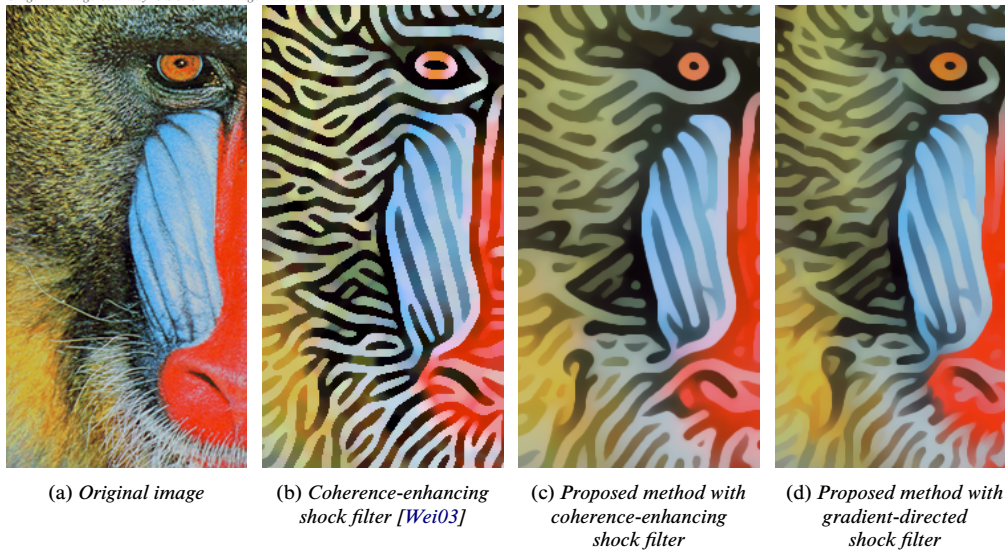 (a) Original image
(b) Coherence-enhancing
shock filter [Wei03]
(c) Proposed method with
coherence-enhancing
shock filter
(d) Proposed method with
gradient-directed
shock filter